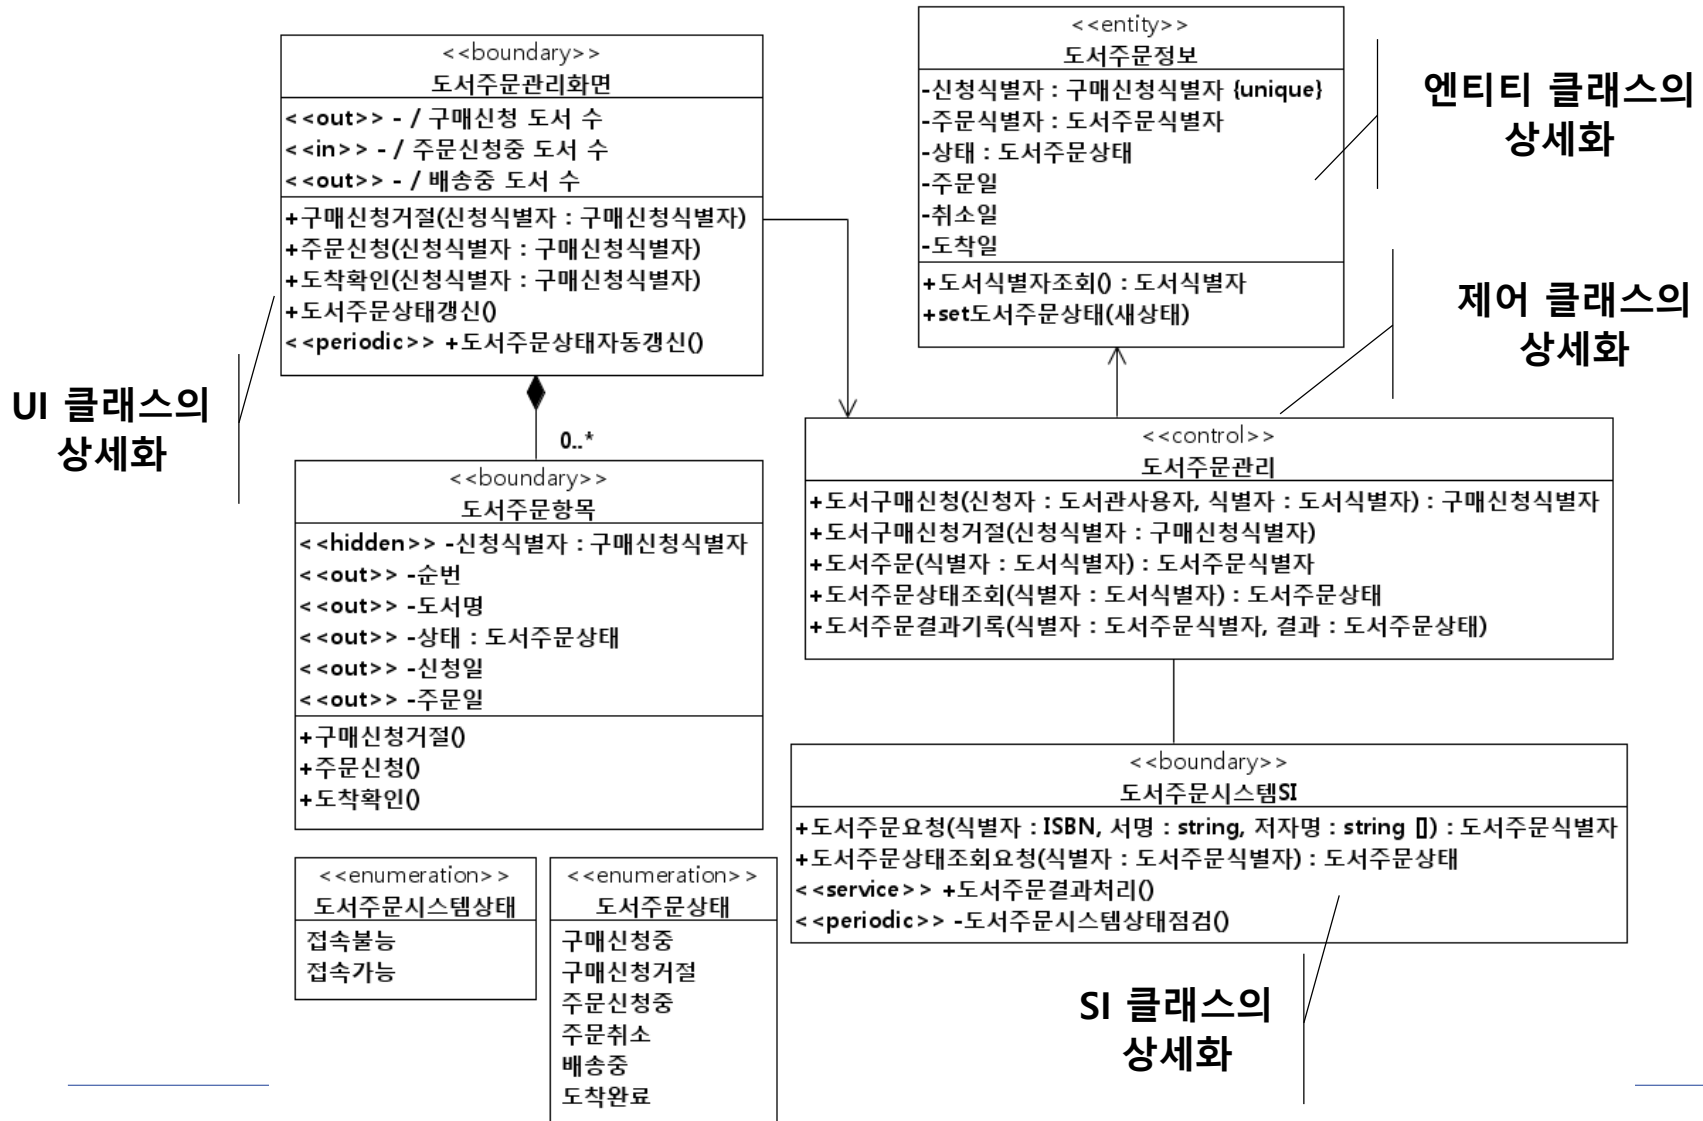 <<boundary>>
도서주문관리화면
<<out>> - / 구매신청 도서 수
<<in>> - / 주문신청중 도서 수
<<out>> - / 배송중 도서 수
+구매신청거절(신청식별자 : 구매신청식별자)
+주문신청(신청식별자 : 구매신청식별자)
+도착확인(신청식별자 : 구매신청식별자)
+도서주문상태갱신()
<<periodic>> +도서주문상태자동갱신()
<<entity>>
도서주문정보
-신청식별자 : 구매신청식별자 {unique}
-주문식별자 : 도서주문식별자
-상태 : 도서주문상태
-주문일
-취소일
-도착일
+도서식별자조회() : 도서식별자
+set도서주문상태(새상태)
엔티티 클래스의
상세화
제어 클래스의
상세화
UI 클래스의
상세화
0..*
<<boundary>>
도서주문항목
<<hidden>> -신청식별자 : 구매신청식별자
<<out>> -순번
<<out>> -도서명
<<out>> -상태 : 도서주문상태
<<out>> -신청일
<<out>> -주문일
+구매신청거절()
+주문신청()
+도착확인()
<<control>>
도서주문관리
+도서구매신청(신청자 : 도서관사용자, 식별자 : 도서식별자) : 구매신청식별자
+도서구매신청거절(신청식별자 : 구매신청식별자)
+도서주문(식별자 : 도서식별자) : 도서주문식별자
+도서주문상태조회(식별자 : 도서식별자) : 도서주문상태
+도서주문결과기록(식별자 : 도서주문식별자, 결과 : 도서주문상태)
<<boundary>>
도서주문시스템SI
+도서주문요청(식별자 : ISBN, 서명 : string, 저자명 : string []) : 도서주문식별자
+도서주문상태조회요청(식별자 : 도서주문식별자) : 도서주문상태
<<service>> +도서주문결과처리()
<<periodic>> -도서주문시스템상태점검()
<<enumeration>>
도서주문시스템상태
접속불능
접속가능
<<enumeration>>
도서주문상태
구매신청중
구매신청거절
주문신청중
주문취소
배송중
도착완료
SI 클래스의
상세화